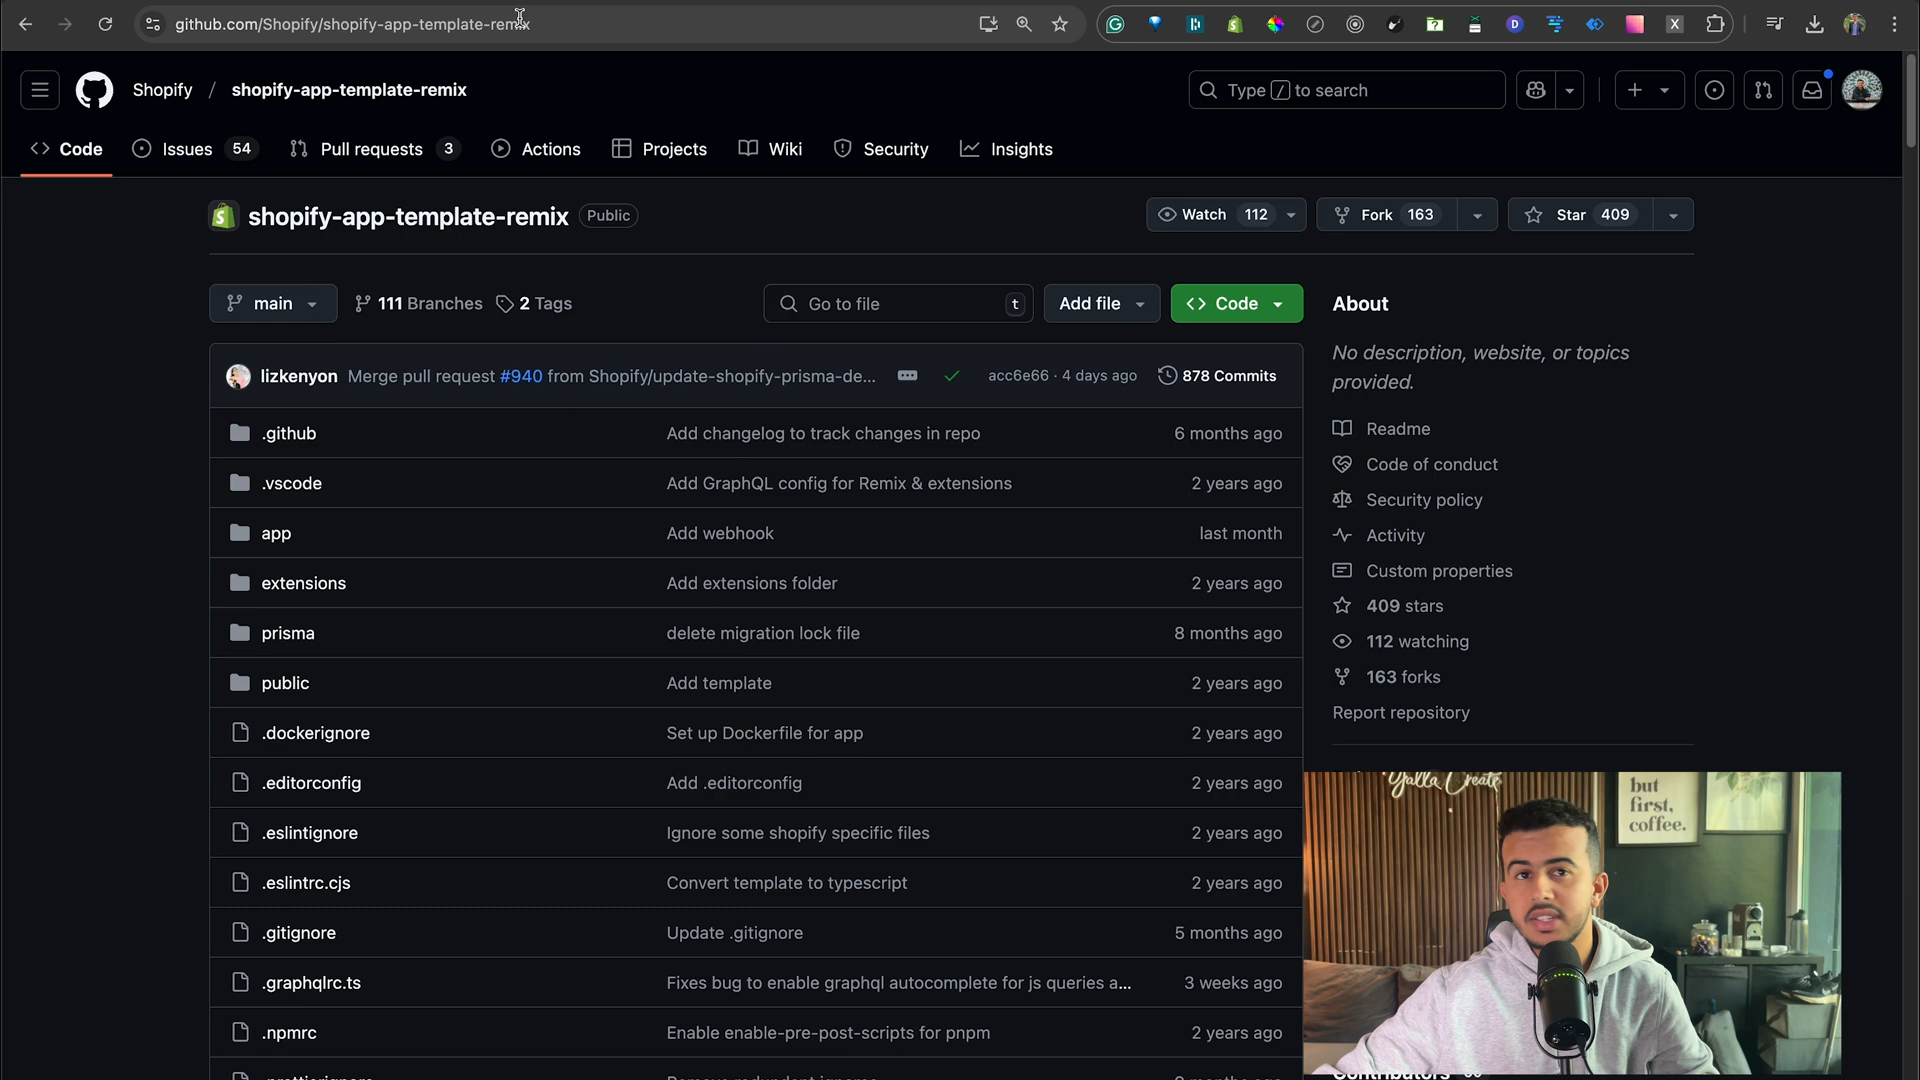 github.com/Shopify/shopify-app-template-remix
Shopify / shopify-app-template-remix
Type / to search
Code
Issues 54
Pull requests 3
Actions
Projects
Wiki
Security
Insights
shopify-app-template-remix Public
Watch 112
Fork 163
Star 409
main
111 Branches
2 Tags
Go to file t
Add file
Code
lizkenyon Merge pull request #940 from Shopify/update-shopify-prisma-de... acc6e66 · 4 days ago 878 Commits
.github Add changelog to track changes in repo 6 months ago
.vscode Add GraphQL config for Remix & extensions 2 years ago
app Add webhook last month
extensions Add extensions folder 2 years ago
prisma delete migration lock file 8 months ago
public Add template 2 years ago
.dockerignore Set up Dockerfile for app 2 years ago
.editorconfig Add .editorconfig 2 years ago
.eslintignore Ignore some shopify specific files 2 years ago
.eslintrc.cjs Convert template to typescript 2 years ago
.gitignore Update .gitignore 5 months ago
.graphqlrc.ts Fixes bug to enable graphql autocomplete for js queries a... 3 weeks ago
.npmrc Enable enable-pre-post-scripts for pnpm 2 years ago
About
No description, website, or topics
provided.
Readme
Code of conduct
Security policy
Activity
Custom properties
409 stars
112 watching
163 forks
Report repository
Yalla Create
but
first,
coffee.